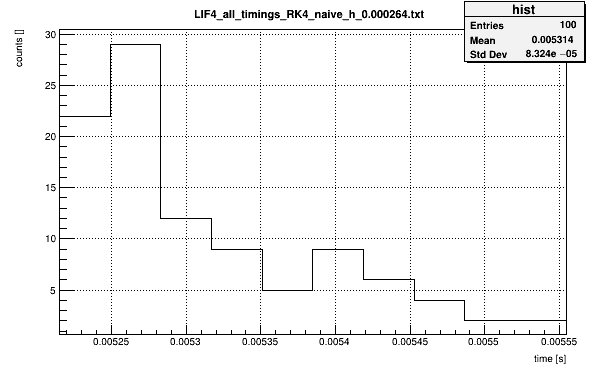 LIF4_all_timings_RK4_naive_h_0.000264.txt
hist
Entries 100
Mean 0.005314
Std Dev 8.324e −05
counts []
30
25
20
15
10
5
0.00525 0.0053 0.00535 0.0054 0.00545 0.0055 0.00555
time [s]